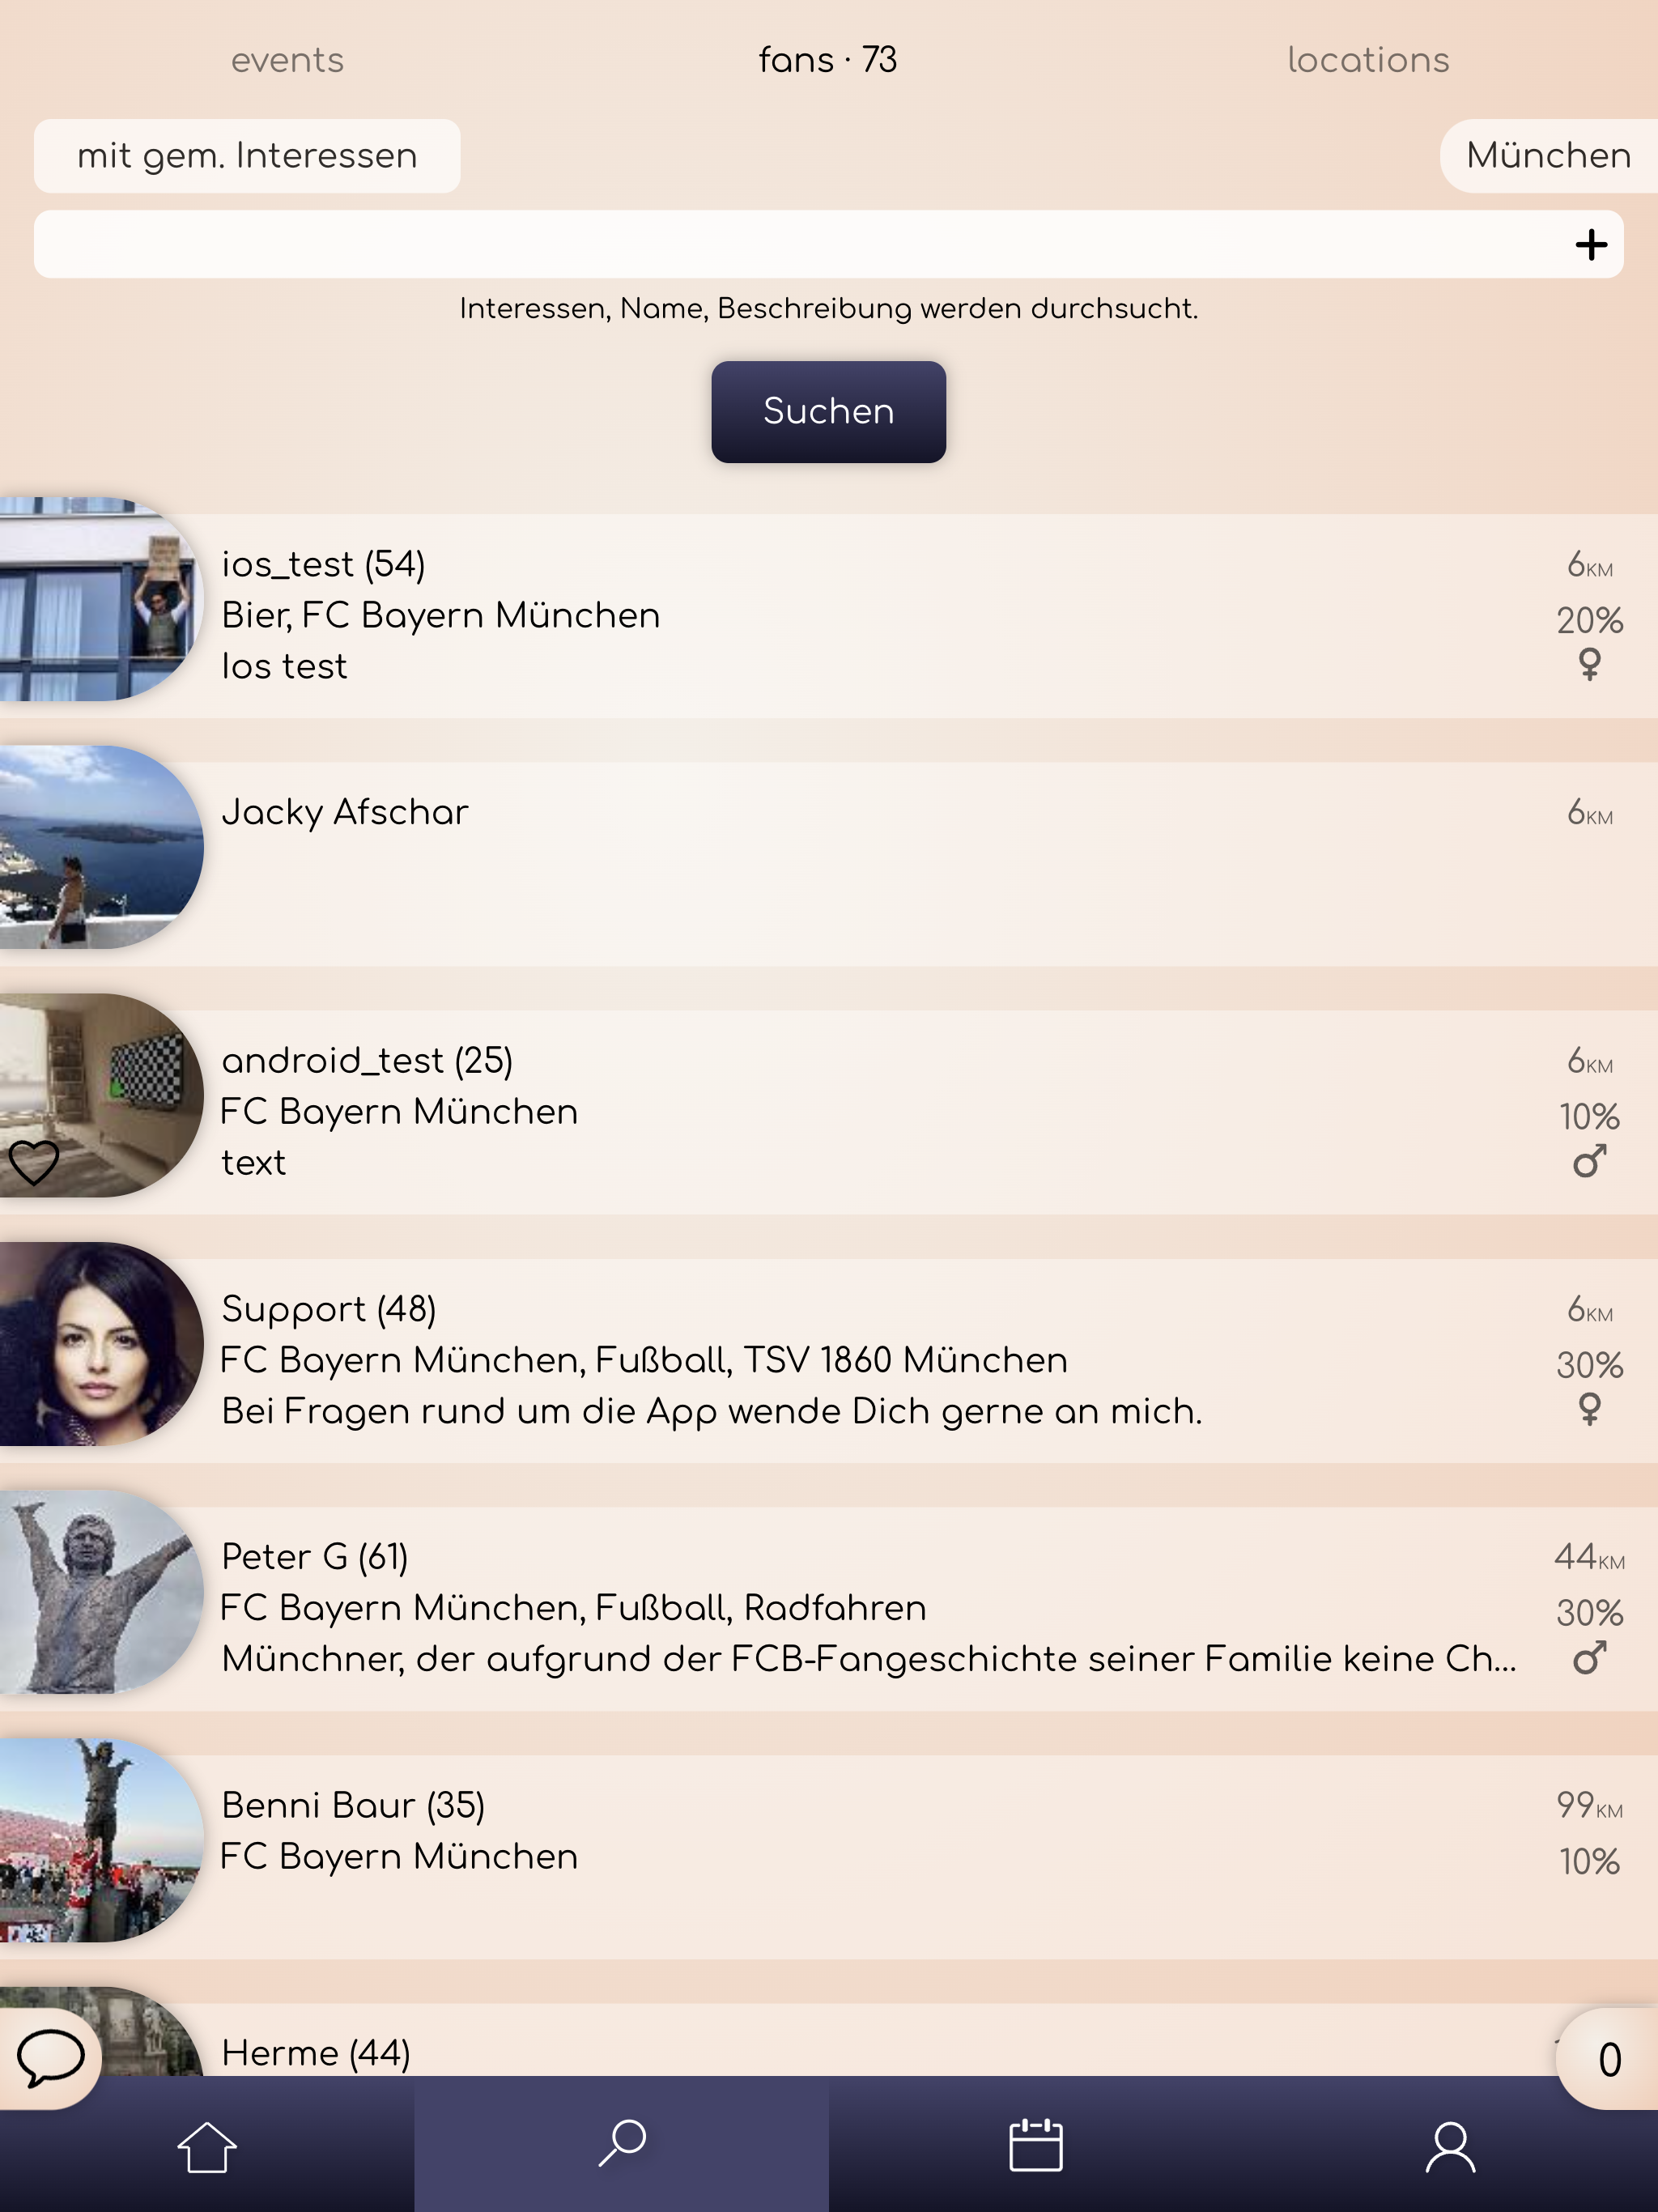 events
fans · 73
locations
mit gem. Interessen
München
+
Interessen, Name, Beschreibung werden durchsucht.
Suchen
ios_test (54)
6KM
Bier, FC Bayern München
20%
Ios test
♀
Jacky Afschar
6KM
android_test (25)
6KM
FC Bayern München
10%
text
♂
Support (48)
6KM
FC Bayern München, Fußball, TSV 1860 München
30%
Bei Fragen rund um die App wende Dich gerne an mich.
♀
Peter G (61)
44KM
FC Bayern München, Fußball, Radfahren
30%
Münchner, der aufgrund der FCB-Fangeschichte seiner Familie keine Ch...
♂
Benni Baur (35)
99KM
FC Bayern München
10%
Herme (44)
0